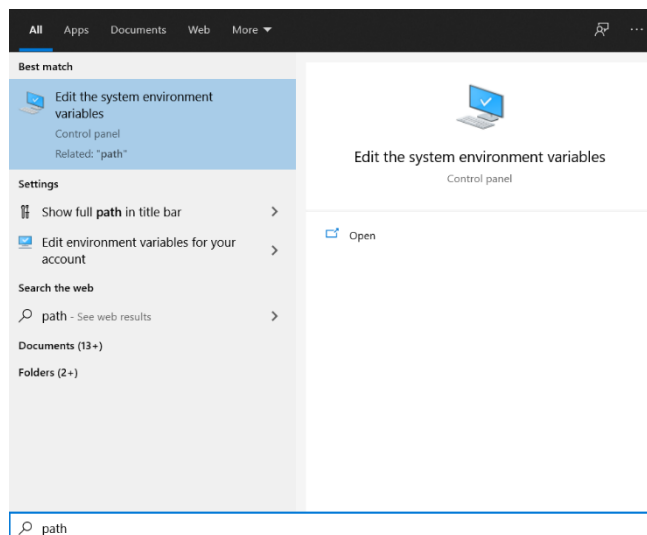 All Apps Documents Web More
Best match
Edit the system environment
variables
Control panel
Related: "path"
Settings
Show full path in title bar
Edit environment variables for your
account
Search the web
path - See web results
Documents (13+)
Folders (2+)
path
Edit the system environment variables
Control panel
Open